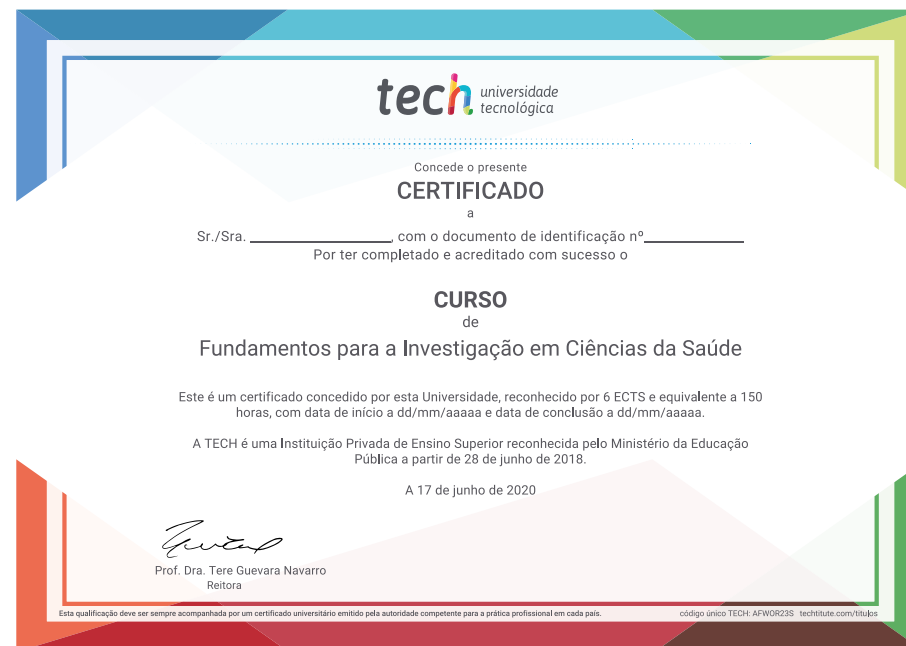 tech universidade
tecnológica
Concede o presente
CERTIFICADO
a
Sr./Sra. ____________________, com o documento de identificação nº______________
Por ter completado e acreditado com sucesso o
CURSO
de
Fundamentos para a Investigação em Ciências da Saúde
Este é um certificado concedido por esta Universidade, reconhecido por 6 ECTS e equivalente a 150
horas, com data de início a dd/mm/aaaaa e data de conclusão a dd/mm/aaaaa.
A TECH é uma Instituição Privada de Ensino Superior reconhecida pelo Ministério da Educação
Pública a partir de 28 de junho de 2018.
A 17 de junho de 2020
Prof. Dra. Tere Guevara Navarro
Reitora
Esta qualificação deve ser sempre acompanhada por um certificado universitário emitido pela autoridade competente para a prática profissional em cada país.
código único TECH: AFWOR23S techtitute.com/titulos